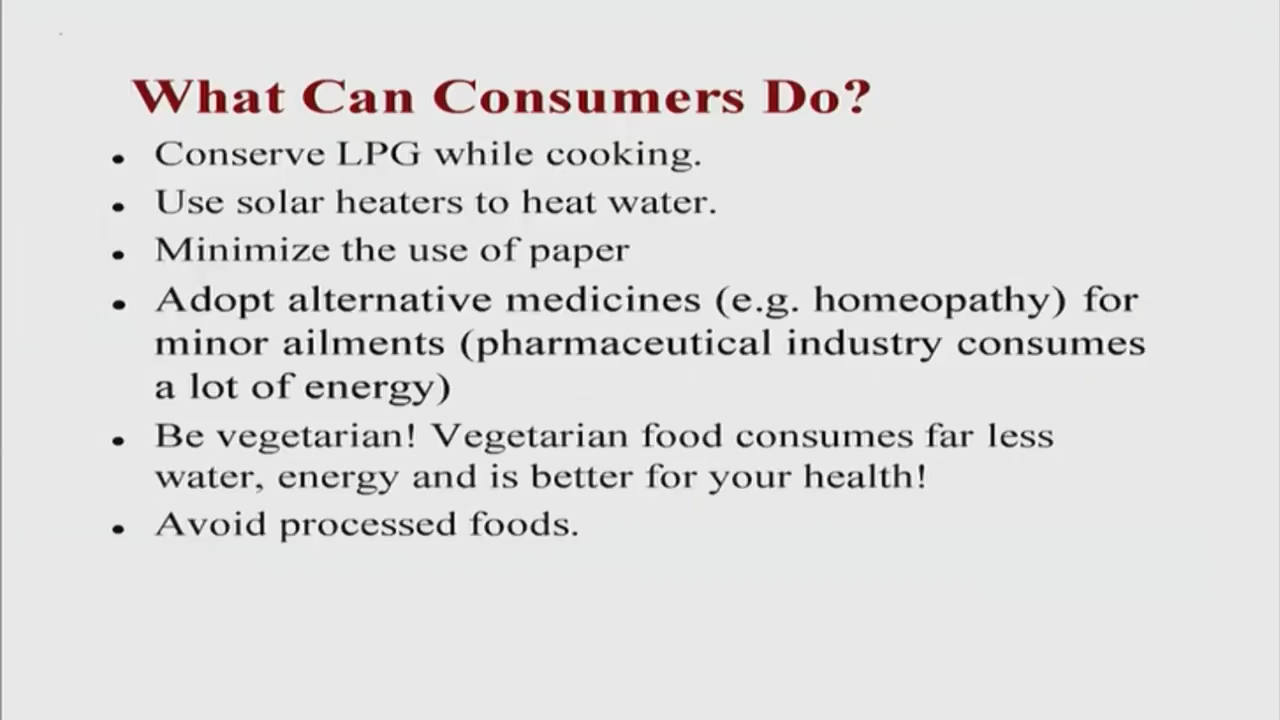 What Can Consumers Do?
• Conserve LPG while cooking.
• Use solar heaters to heat water.
• Minimize the use of paper
• Adopt alternative medicines (e.g. homeopathy) for
minor ailments (pharmaceutical industry consumes
a lot of energy)
• Be vegetarian! Vegetarian food consumes far less
water, energy and is better for your health!
• Avoid processed foods.